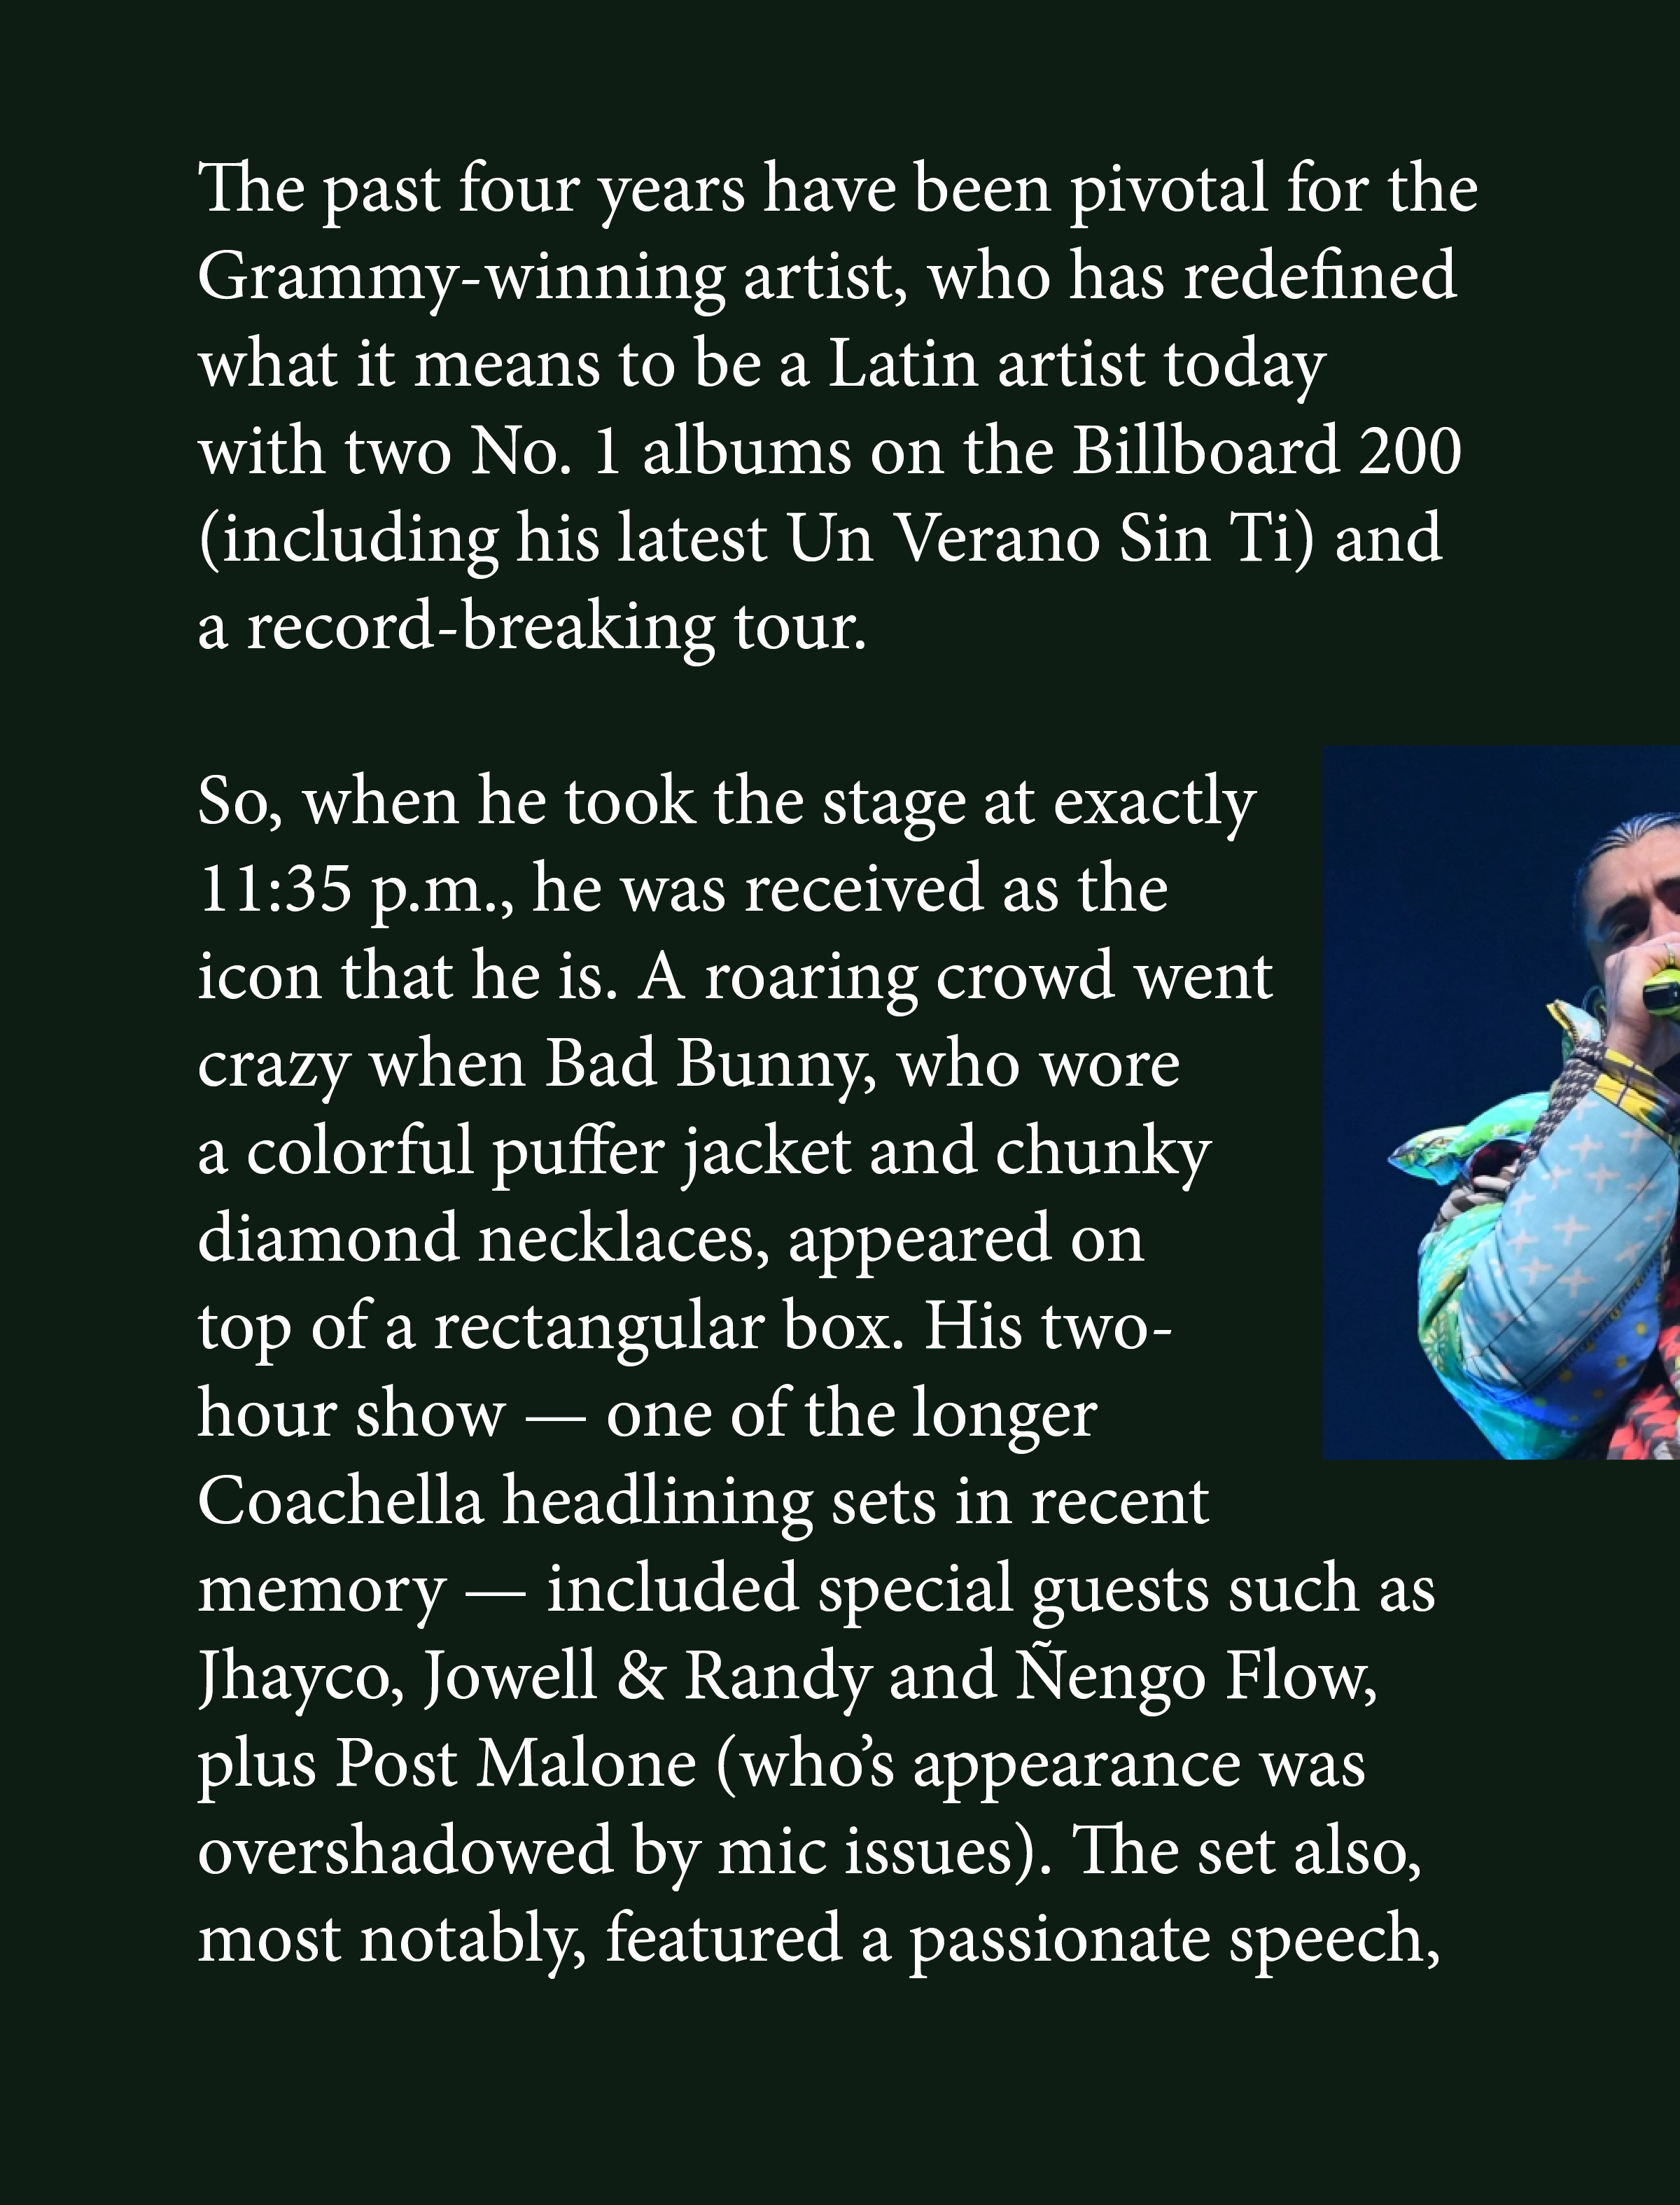 The past four years have been pivotal for the
Grammy-winning artist, who has redefined
what it means to be a Latin artist today
with two No. 1 albums on the Billboard 200
(including his latest Un Verano Sin Ti) and
a record-breaking tour.
So, when he took the stage at exactly
11:35 p.m., he was received as the
icon that he is. A roaring crowd went
crazy when Bad Bunny, who wore
a colorful puffer jacket and chunky
diamond necklaces, appeared on
top of a rectangular box. His two-
hour show — one of the longer
Coachella headlining sets in recent
memory — included special guests such as
Jhayco, Jowell & Randy and Ñengo Flow,
plus Post Malone (who’s appearance was
overshadowed by mic issues). The set also,
most notably, featured a passionate speech,